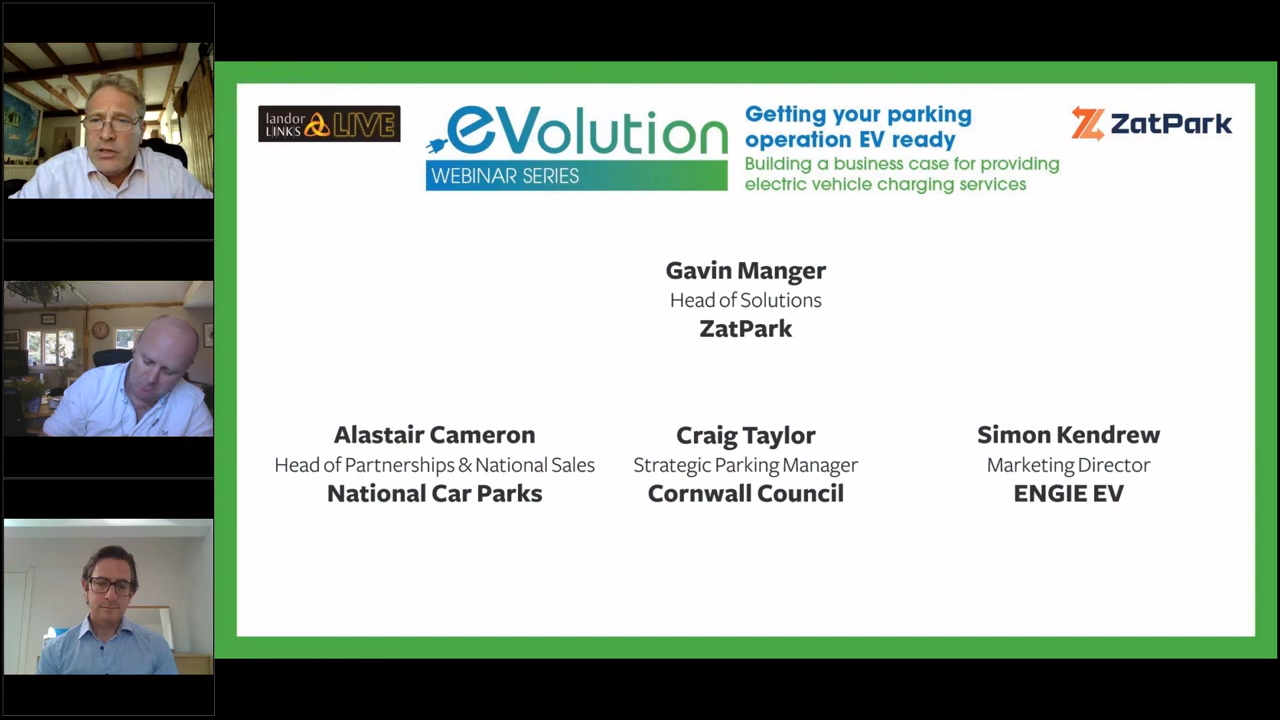 landor
LINKS LIVE
eVolution
WEBINAR SERIES
Getting your parking
operation EV ready
Building a business case for providing
electric vehicle charging services
ZatPark
Gavin Manger
Head of Solutions
ZatPark
Alastair Cameron
Head of Partnerships & National Sales
National Car Parks
Craig Taylor
Strategic Parking Manager
Cornwall Council
Simon Kendrew
Marketing Director
ENGIE EV